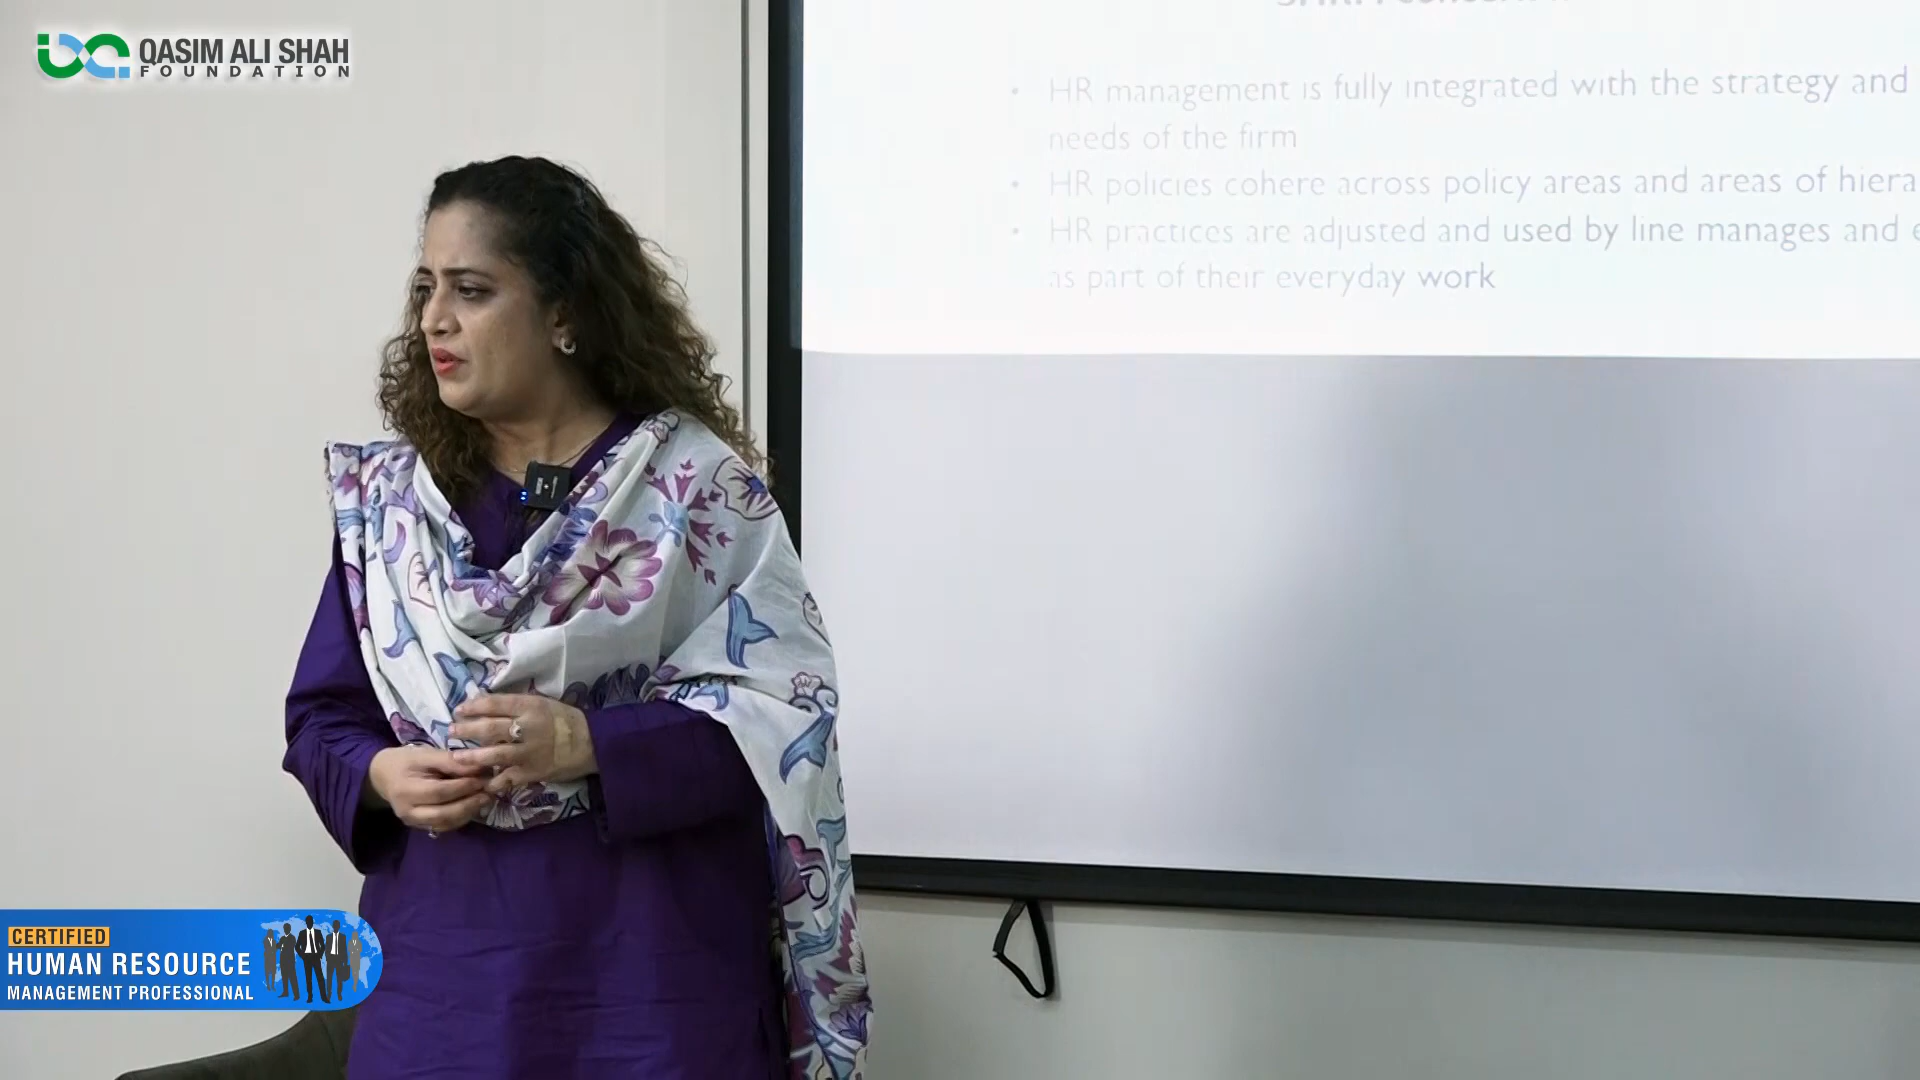 QASIM ALI SHAH
FOUNDATION
HR management is fully integrated with the strategy and
needs of the firm
HR policies cohere across policy areas and areas of
HR practices are adjusted and used by line manages and
as part of their everyday work
CERTIFIED
HUMAN RESOURCE
MANAGEMENT PROFESSIONAL